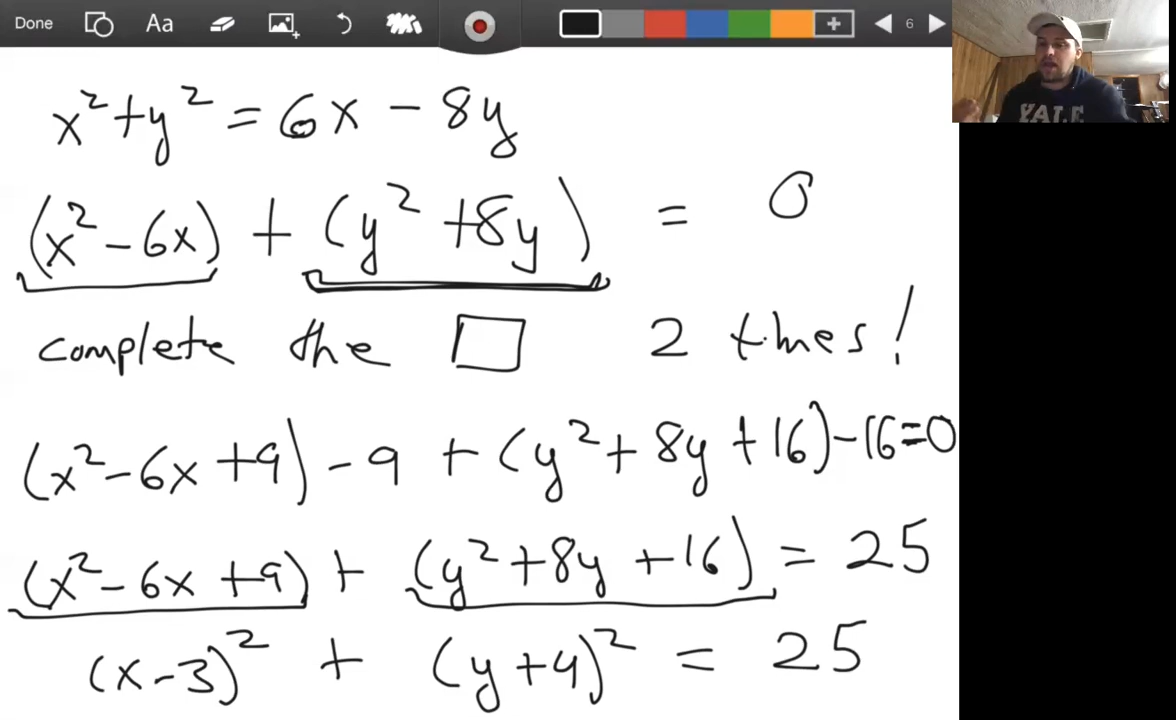 Done Aa 6
YALE
x² + y² = 6x - 8y
(x² - 6x) + (y² + 8y) = 0
complete the □ 2 times!
(x² - 6x + 9) - 9 + (y² + 8y + 16) - 16 = 0
(x² - 6x + 9) + (y² + 8y + 16) = 25
(x - 3)² + (y + 4)² = 25